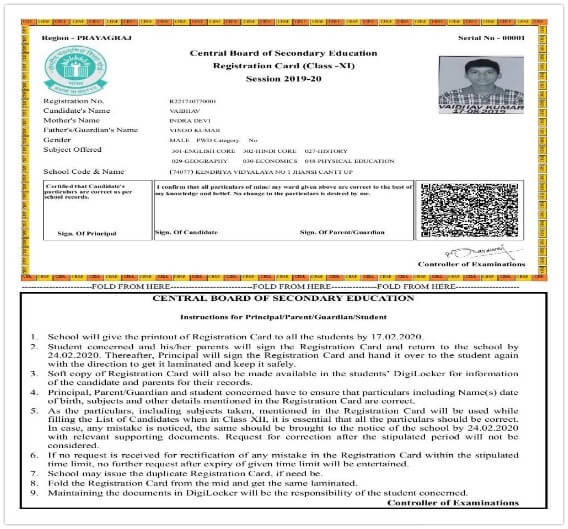 Region - PRAYAGRAJ
Serial No - 00001
Central Board of Secondary Education
Registration Card (Class -XI)
Session 2019-20
VAIBHAV KUMAR
17-08-2019
Registration No. R221740770001
Candidate's Name VAIBHAV
Mother's Name INDRA DEVI
Father's/Guardian's Name VINOD KUMAR
Gender MALE PWD Category No
Subject Offered 301-ENGLISH CORE 302-HINDI CORE 027-HISTORY
029-GEOGRAPHY 030-ECONOMICS 048-PHYSICAL EDUCATION
School Code & Name (74077) KENDRIYA VIDYALAYA NO 1 JHANSI CANTT UP
Certified that Candidate's
particulars are correct as per
school records.
Sign. Of Principal
I confirm that all particulars of mine/ my ward given above are correct to the best of
my knowledge and belief. No change in the particulars is desired by me.
Sign. Of Candidate Sign. Of Parent/Guardian
Controller of Examinations
FOLD FROM HERE FOLD FROM HERE FOLD FROM HERE
CENTRAL BOARD OF SECONDARY EDUCATION
Instructions for Principal/Parent/Guardian/Student
1. School will give the printout of Registration Card to all the students by 17.02.2020.
2. Student concerned and his/her parents will sign the Registration Card and return to the school by
24.02.2020. Thereafter, Principal will sign the Registration Card and hand it over to the student again
with the direction to get it laminated and keep it safely.
3. Soft copy of Registration Card will also be made available in the students' DigiLocker for information
of the candidate and parents for their records.
4. Principal, Parent/Guardian and student concerned have to ensure that particulars including Name(s) date
of birth, subjects and other details mentioned in the Registration Card are correct.
5. As the particulars, including subjects taken, mentioned in the Registration Card will be used while
filling the List of Candidates when in Class XII, it is essential that all the particulars should be correct.
In case, any mistake is noticed, the same should be brought to the notice of the school by 24.02.2020
with relevant supporting documents. Request for correction after the stipulated period will not be
considered.
6. If no request is received for rectification of any mistake in the Registration Card within the stipulated
time limit, no further request after expiry of given time limit will be entertained.
7. School may issue the duplicate Registration Card, if need be.
8. Fold the Registration Card from the mid and get the same laminated.
9. Maintaining the documents in DigiLocker will be the responsibility of the student concerned.
Controller of Examinations